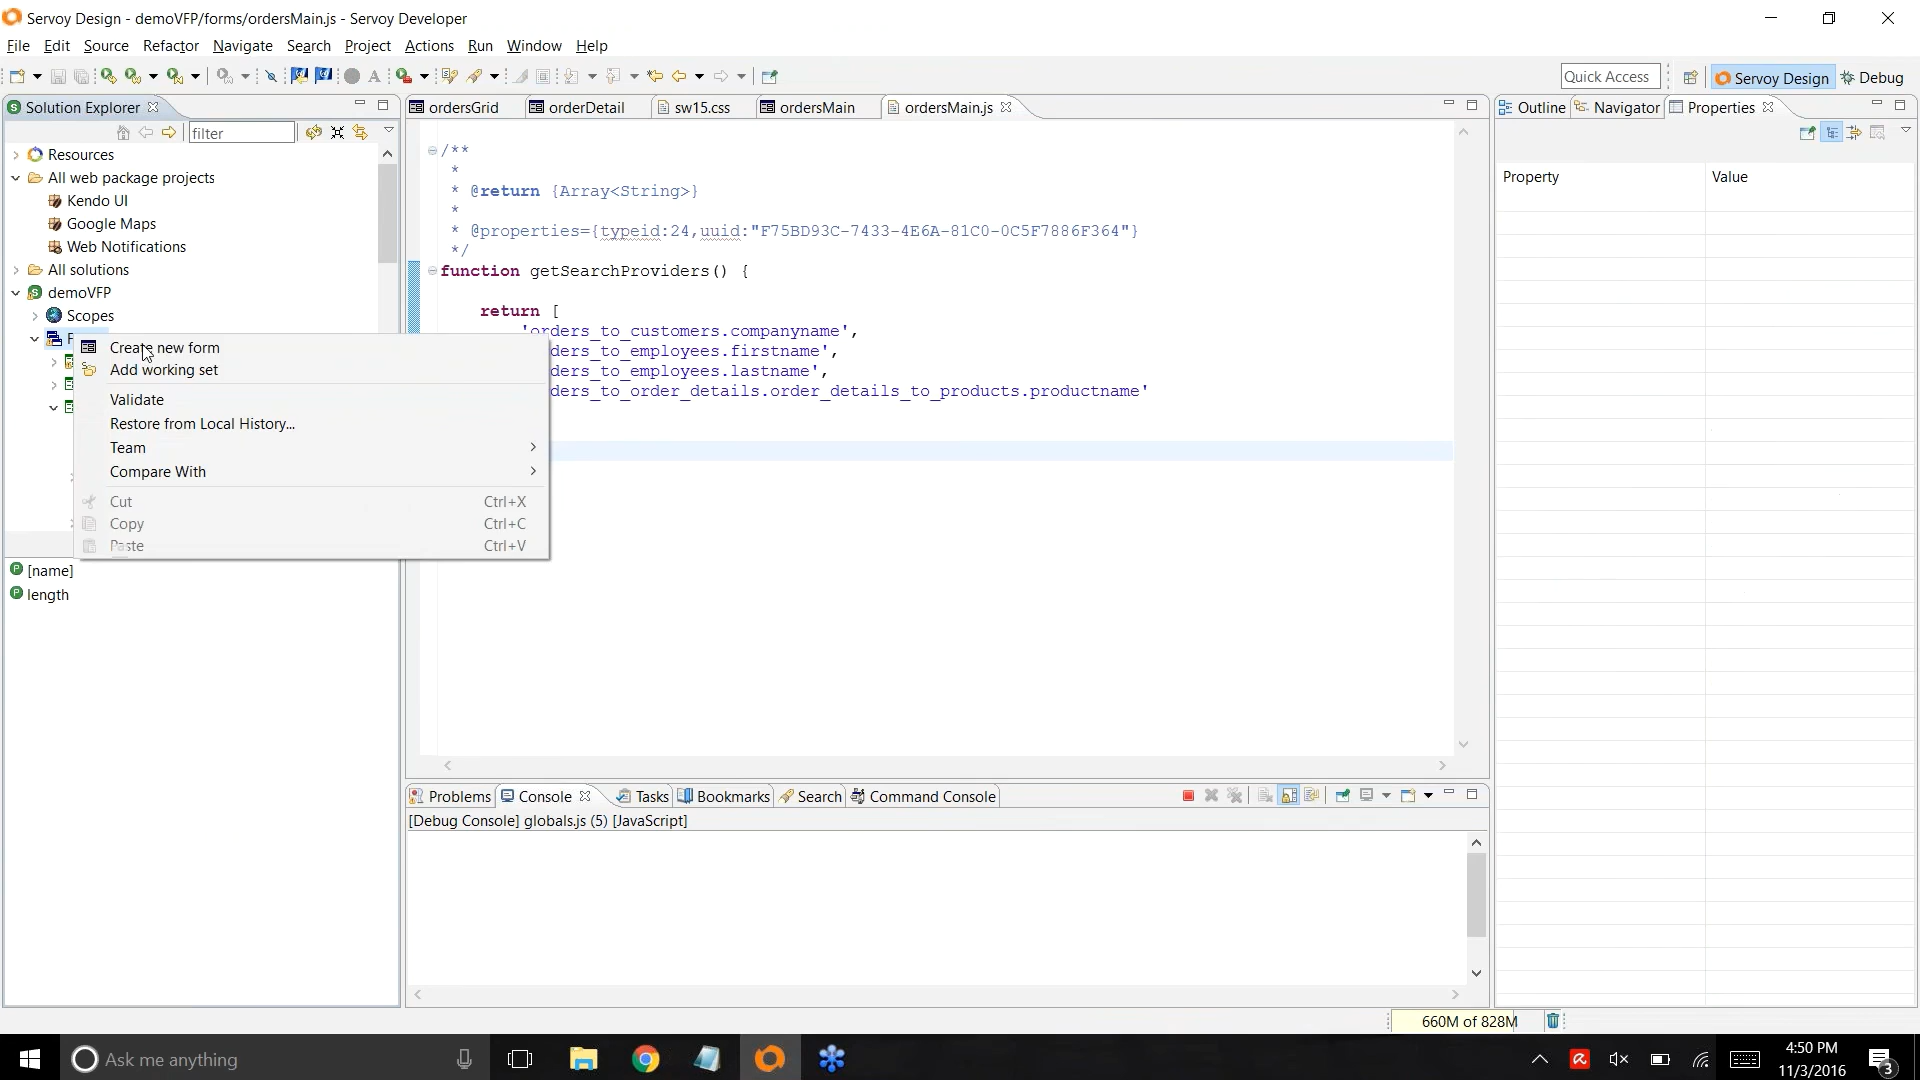 Servoy Design - demoVFP/forms/ordersMain.js - Servoy Developer
File Edit Source Refactor Navigate Search Project Actions Run Window Help
Quick Access
Servoy Design
Debug
Solution Explorer
filter
Resources
All web package projects
Kendo UI
Google Maps
Web Notifications
All solutions
demoVFP
Scopes
F
Create new form
Add working set
Validate
Restore from Local History...
Team
Compare With
Cut Ctrl+X
Copy Ctrl+C
Paste Ctrl+V
[name]
length
ordersGrid orderDetail sw15.css ordersMain ordersMain.js
/**
*
* @return {Array<String>}
*
* @properties={typeid:24,uuid:"F75BD93C-7433-4E6A-81C0-0C5F7886F364"}
*/
function getSearchProviders() {
return [
'orders_to_customers.companyname',
ders_to_employees.firstname',
ders_to_employees.lastname',
ders_to_order_details.order_details_to_products.productname'
Problems Console Tasks Bookmarks Search Command Console
[Debug Console] globals.js (5) [JavaScript]
Outline Navigator Properties
Property Value
660M of 828M
Ask me anything
4:50 PM
11/3/2016
3